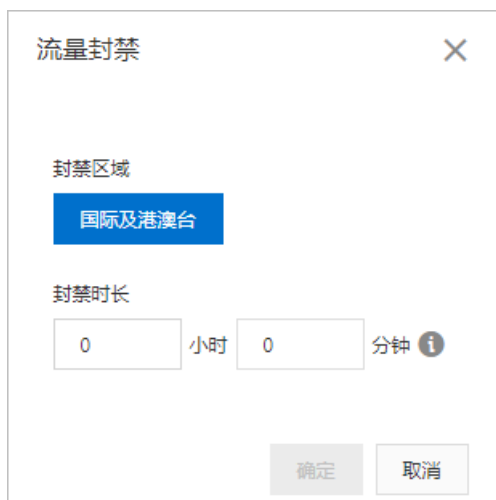 流量封禁
封禁区域
国际及港澳台
封禁时长
0 小时 0 分钟
确定 取消